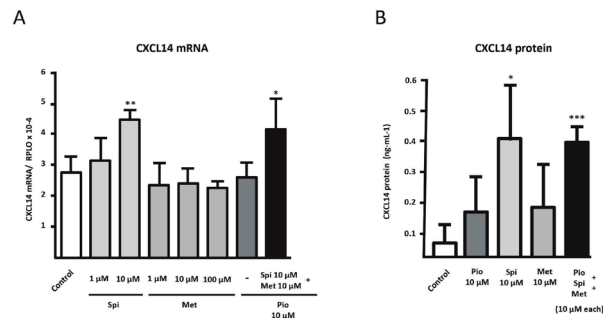 A
CXCL14 mRNA
CXCL14 mRNA/ RPLO x 10-4
6
5
4
3
2
1
**
*
Control
1 µM
10 µM
1 µM
10 µM
100 µM
-
Spi 10 µM
Met 10 µM
+
Spi
Met
Pio
10 µM
B
CXCL14 protein
CXCL14 protein (ng-mL-1)
0.6
0.5
0.4
0.3
0.2
0.1
*
***
Control
Pio
10 µM
Spi
10 µM
Met
10 µM
Pio
Spi +
Met +
(10 µM each)